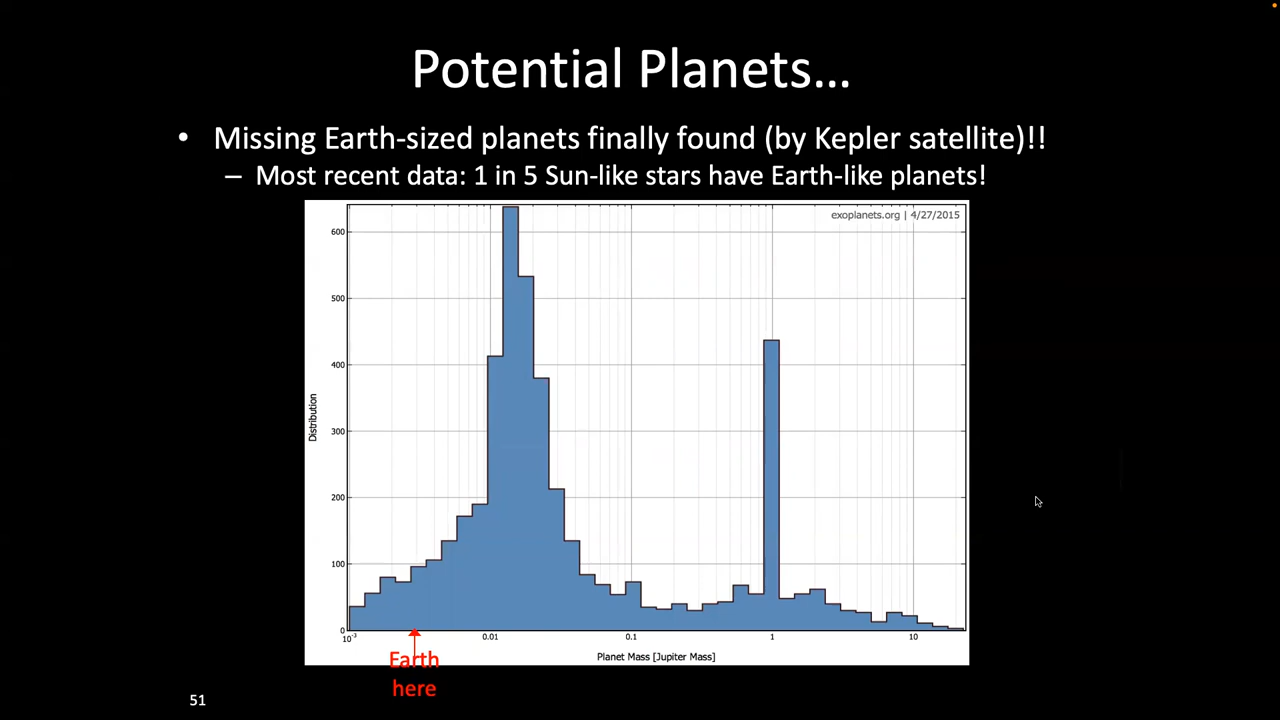 Potential Planets…
• Missing Earth-sized planets finally found (by Kepler satellite)!!
– Most recent data: 1 in 5 Sun-like stars have Earth-like planets!
exoplanets.org | 4/27/2015
600
500
400
300
200
100
0
Distribution
10⁻³ 0.01 0.1 1 10
Planet Mass [Jupiter Mass]
Earth
here
51